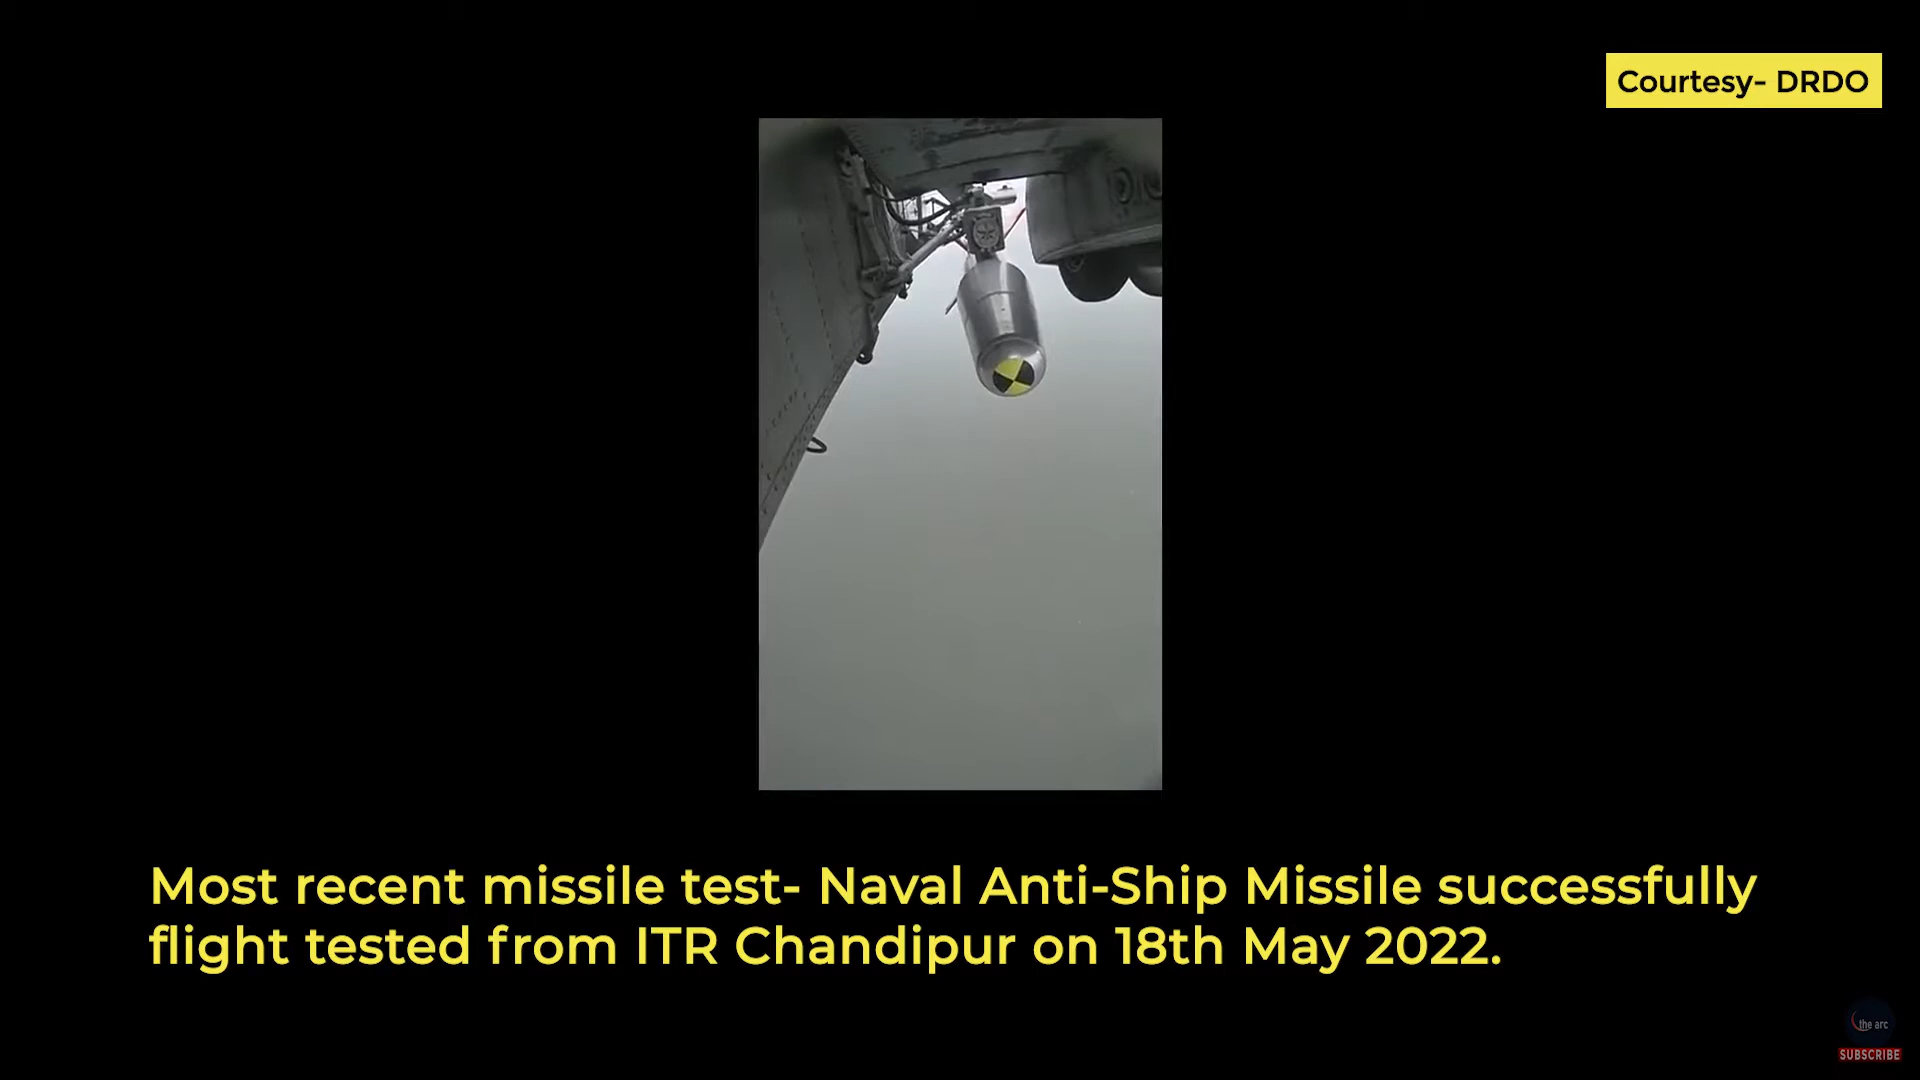 Courtesy- DRDO
Most recent missile test- Naval Anti-Ship Missile successfully
flight tested from ITR Chandipur on 18th May 2022.
the arc
SUBSCRIBE